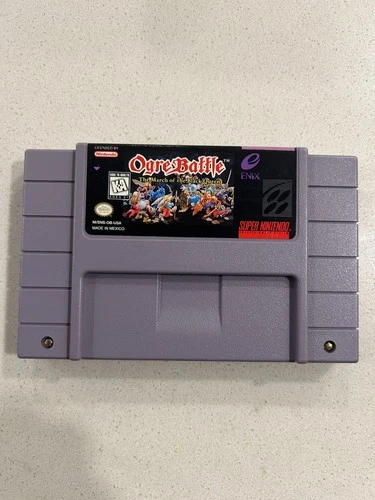 LICENSED BY
Nintendo
Ogre Battle™
The March of the Black Queen
ENIX
K-A
M/SNS-OB-USA
MADE IN MEXICO
SUPER NINTENDO